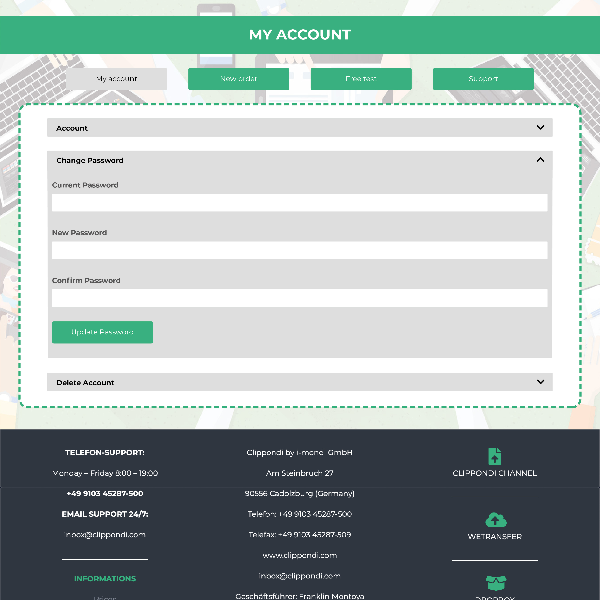 MY ACCOUNT
My account
New order
Free test
Support
Account
Change Password
Current Password
New Password
Confirm Password
Update Password
Delete Account
TELEFON-SUPPORT:
Monday – Friday 8:00 – 19:00
+49 9103 45287-500
EMAIL SUPPORT 24/7:
inbox@clippondi.com
INFORMATIONS
Clippondi by i-mondi GmbH
Am Steinbruch 27
90556 Cadolzburg (Germany)
Telefon: +49 9103 45287-500
Telefax: +49 9103 45287-509
www.clippondi.com
inbox@clippondi.com
Geschäftsführer: Franklin Montoya
CLIPPONDI CHANNEL
WETRANSFER
DROPBOX